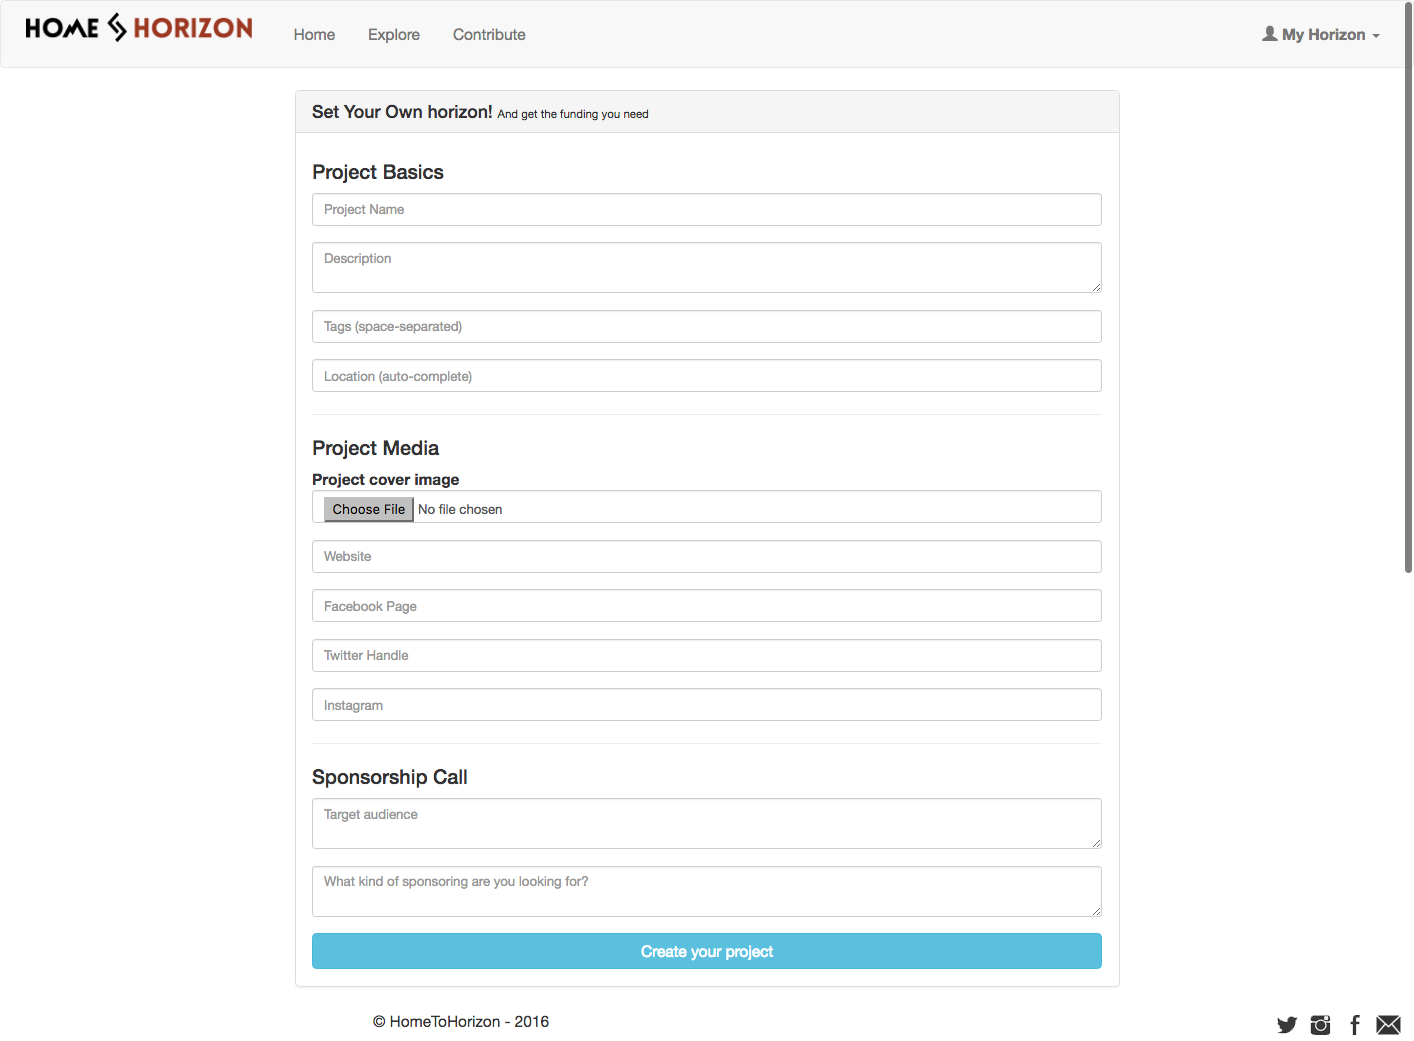 HOME HORIZON Home Explore Contribute My Horizon
Set Your Own horizon! And get the funding you need
Project Basics
Project Name
Description
Tags (space-separated)
Location (auto-complete)
Project Media
Project cover image
Choose File No file chosen
Website
Facebook Page
Twitter Handle
Instagram
Sponsorship Call
Target audience
What kind of sponsoring are you looking for?
Create your project
© HomeToHorizon - 2016